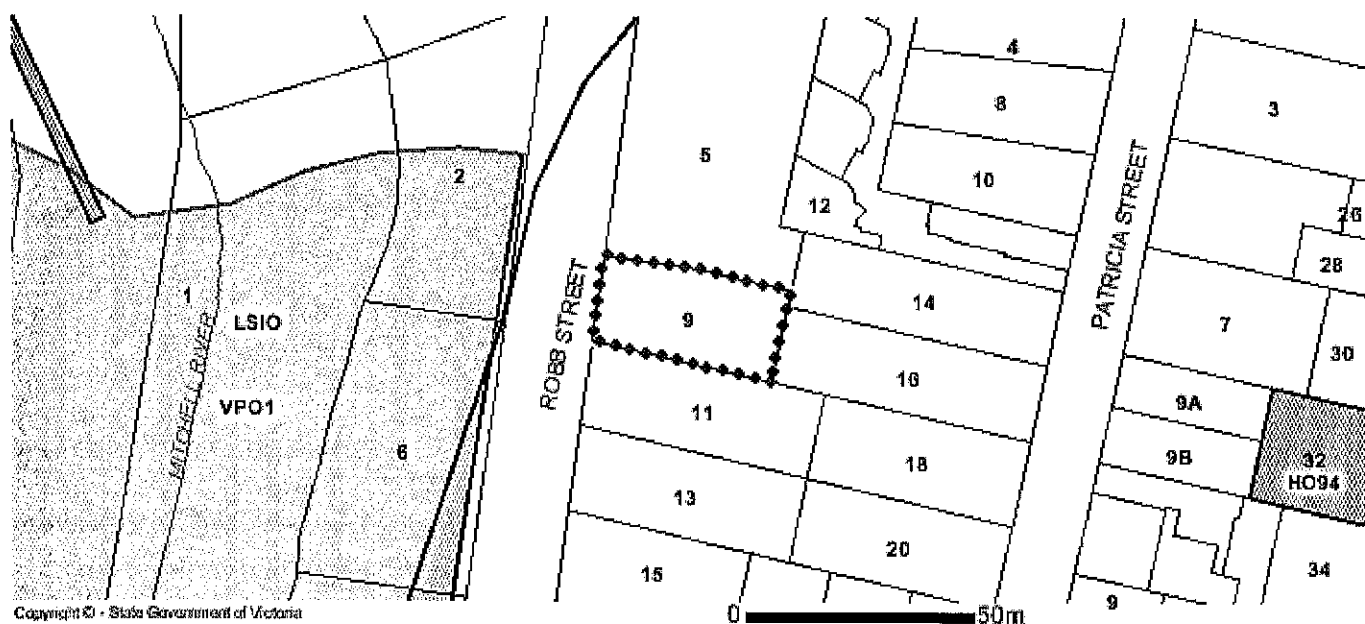 4
8
3
10
2
5
12
26
28
PATRICIA STREET
1
LSIO
MITCHELL RIVER
VPO1
ROBB STREET
9
14
7
30
16
9A
11
9B
32
HO94
6
18
13
20
15
34
9
Copyright © - State Government of Victoria
0
50m